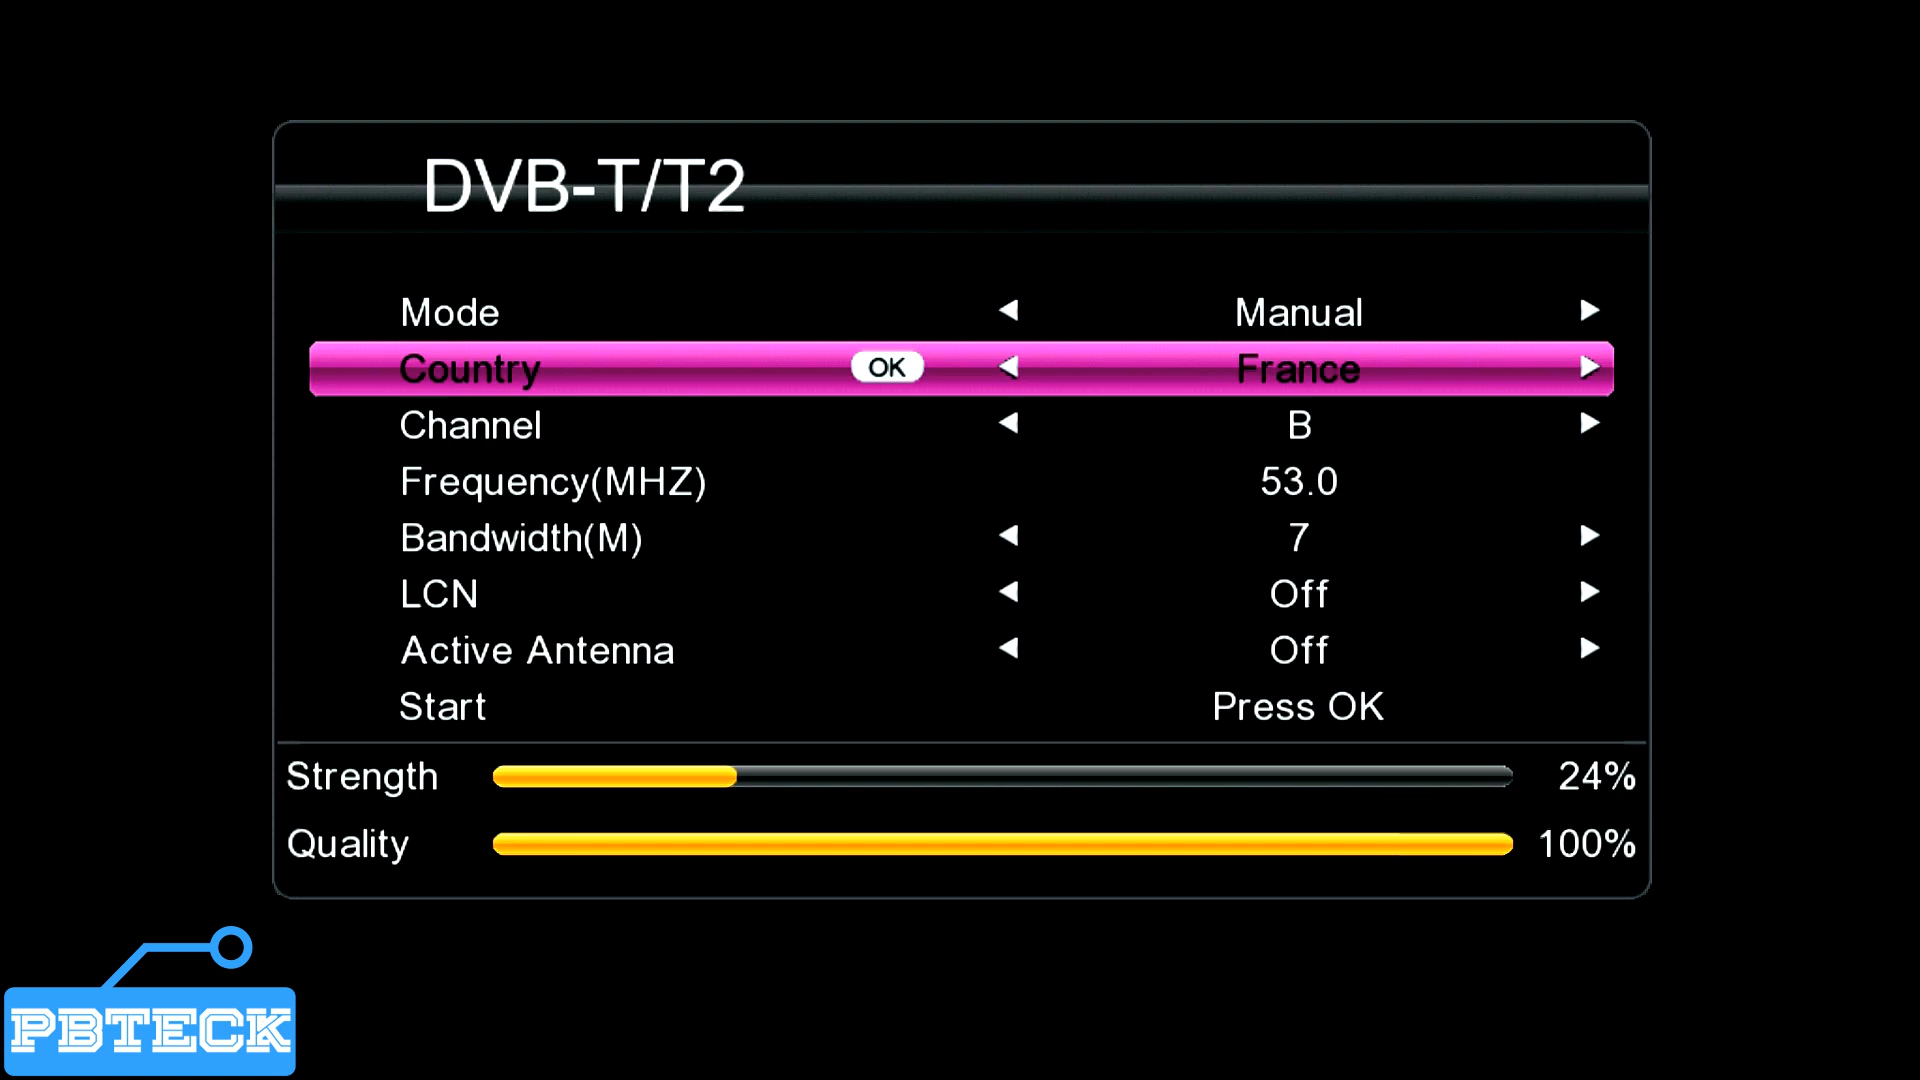 DVB-T/T2
Mode Manual
Country OK France
Channel B
Frequency(MHZ) 53.0
Bandwidth(M) 7
LCN Off
Active Antenna Off
Start Press OK
Strength 24%
Quality 100%
PBTECK